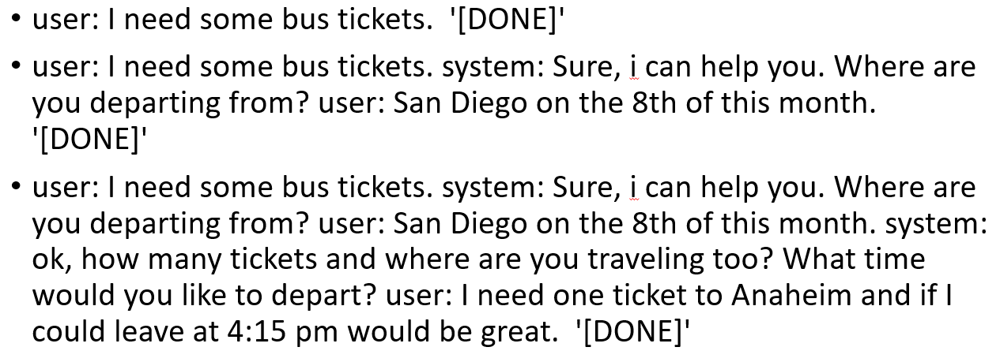 • user: I need some bus tickets.  '[DONE]'
• user: I need some bus tickets. system: Sure, i can help you. Where are
you departing from? user: San Diego on the 8th of this month.
'[DONE]'
• user: I need some bus tickets. system: Sure, i can help you. Where are
you departing from? user: San Diego on the 8th of this month. system:
ok, how many tickets and where are you traveling too? What time
would you like to depart? user: I need one ticket to Anaheim and if I
could leave at 4:15 pm would be great.  '[DONE]'